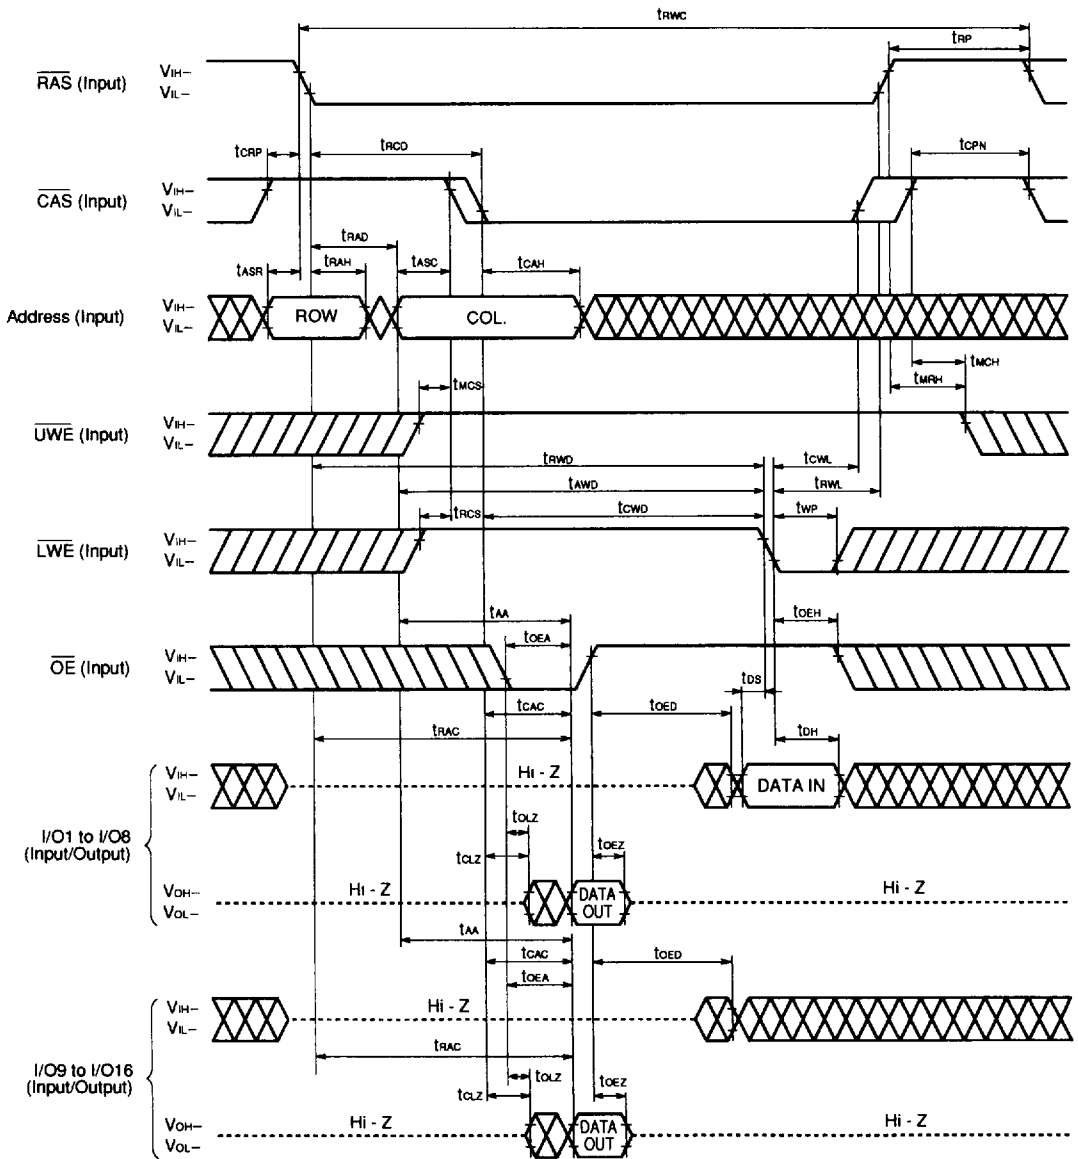 tRWC
tRP
RAS (Input)
VIH–
VIL–
tCRP
tRCD
tCPN
CAS (Input)
VIH–
VIL–
tRAD
tASR
tRAH
tASC
tCAH
Address (Input)
VIH–
VIL–
ROW
COL.
tMCH
tMCS
tMRH
UWE (Input)
VIH–
VIL–
tRWD
tCWL
tAWD
tRWL
tRCS
tCWD
tWP
LWE (Input)
VIH–
VIL–
tAA
tOEH
tOEA
OE (Input)
VIH–
VIL–
tDS
tCAC
tOED
tRAC
tDH
VIH–
VIL–
Hi - Z
DATA IN
I/O1 to I/O8
(Input/Output)
tOLZ
tCLZ
tOEZ
VOH–
VOL–
Hi - Z
DATA
OUT
Hi - Z
tAA
tCAC
tOED
tOEA
VIH–
VIL–
Hi - Z
tRAC
I/O9 to I/O16
(Input/Output)
tOLZ
tOEZ
tCLZ
VOH–
VOL–
Hi - Z
DATA
OUT
Hi - Z